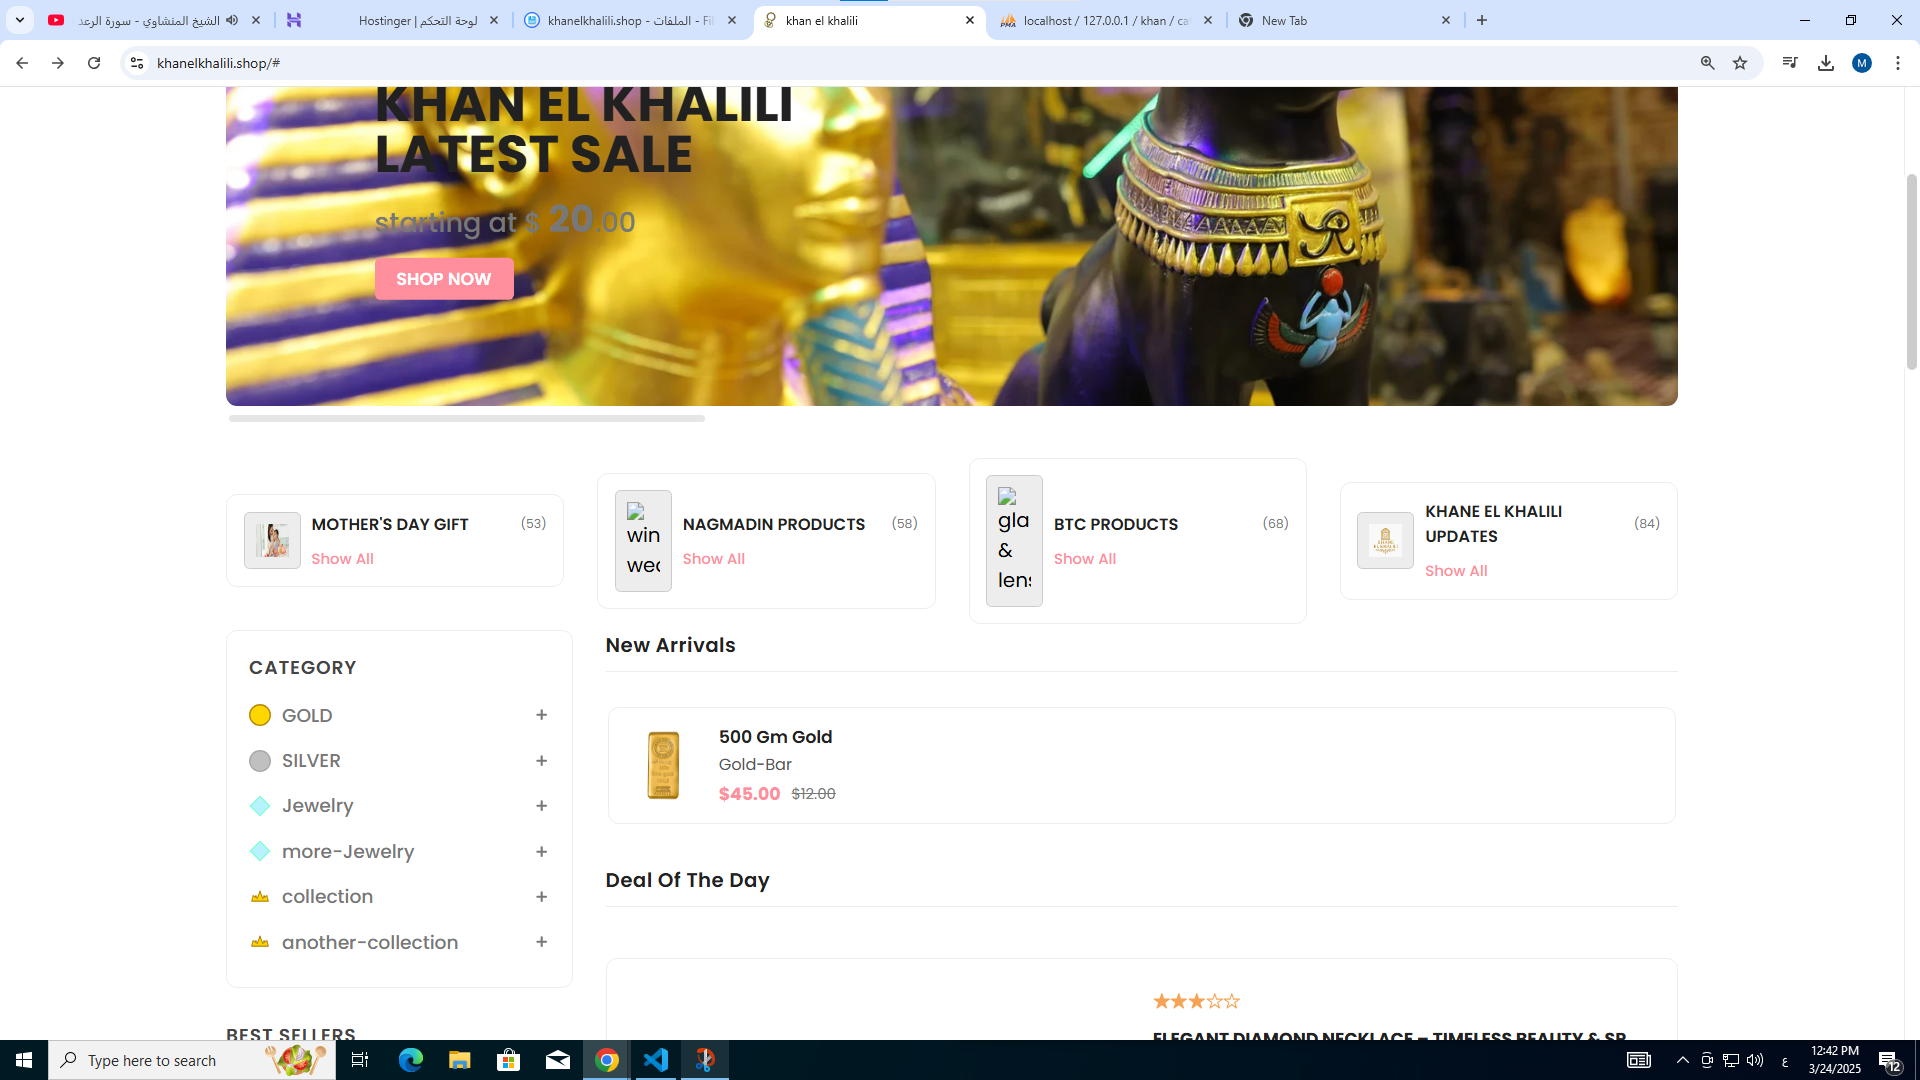 الشيخ المنشاوي - سورة الرعد
Hostinger | لوحة التحكم
khanelkhalili.shop - الملفات - Fil
khan el khalili
localhost / 127.0.0.1 / khan / ca
New Tab
khanelkhalili.shop/#
M
KHAN EL KHALILI
LATEST SALE
starting at $ 20.00
SHOP NOW
MOTHER'S DAY GIFT (53)
Show All
win
wec
NAGMADIN PRODUCTS (58)
Show All
gla
&
lens
BTC PRODUCTS (68)
Show All
KHANE EL KHALILI
UPDATES (84)
Show All
CATEGORY
GOLD +
SILVER +
Jewelry +
more-Jewelry +
collection +
another-collection +
BEST SELLERS
New Arrivals
500 Gm Gold
Gold-Bar
$45.00 $12.00
Deal Of The Day
ELEGANT DIAMOND NECKLACE – TIMELESS BEAUTY & SP
Type here to search
ع
12:42 PM
3/24/2025
12